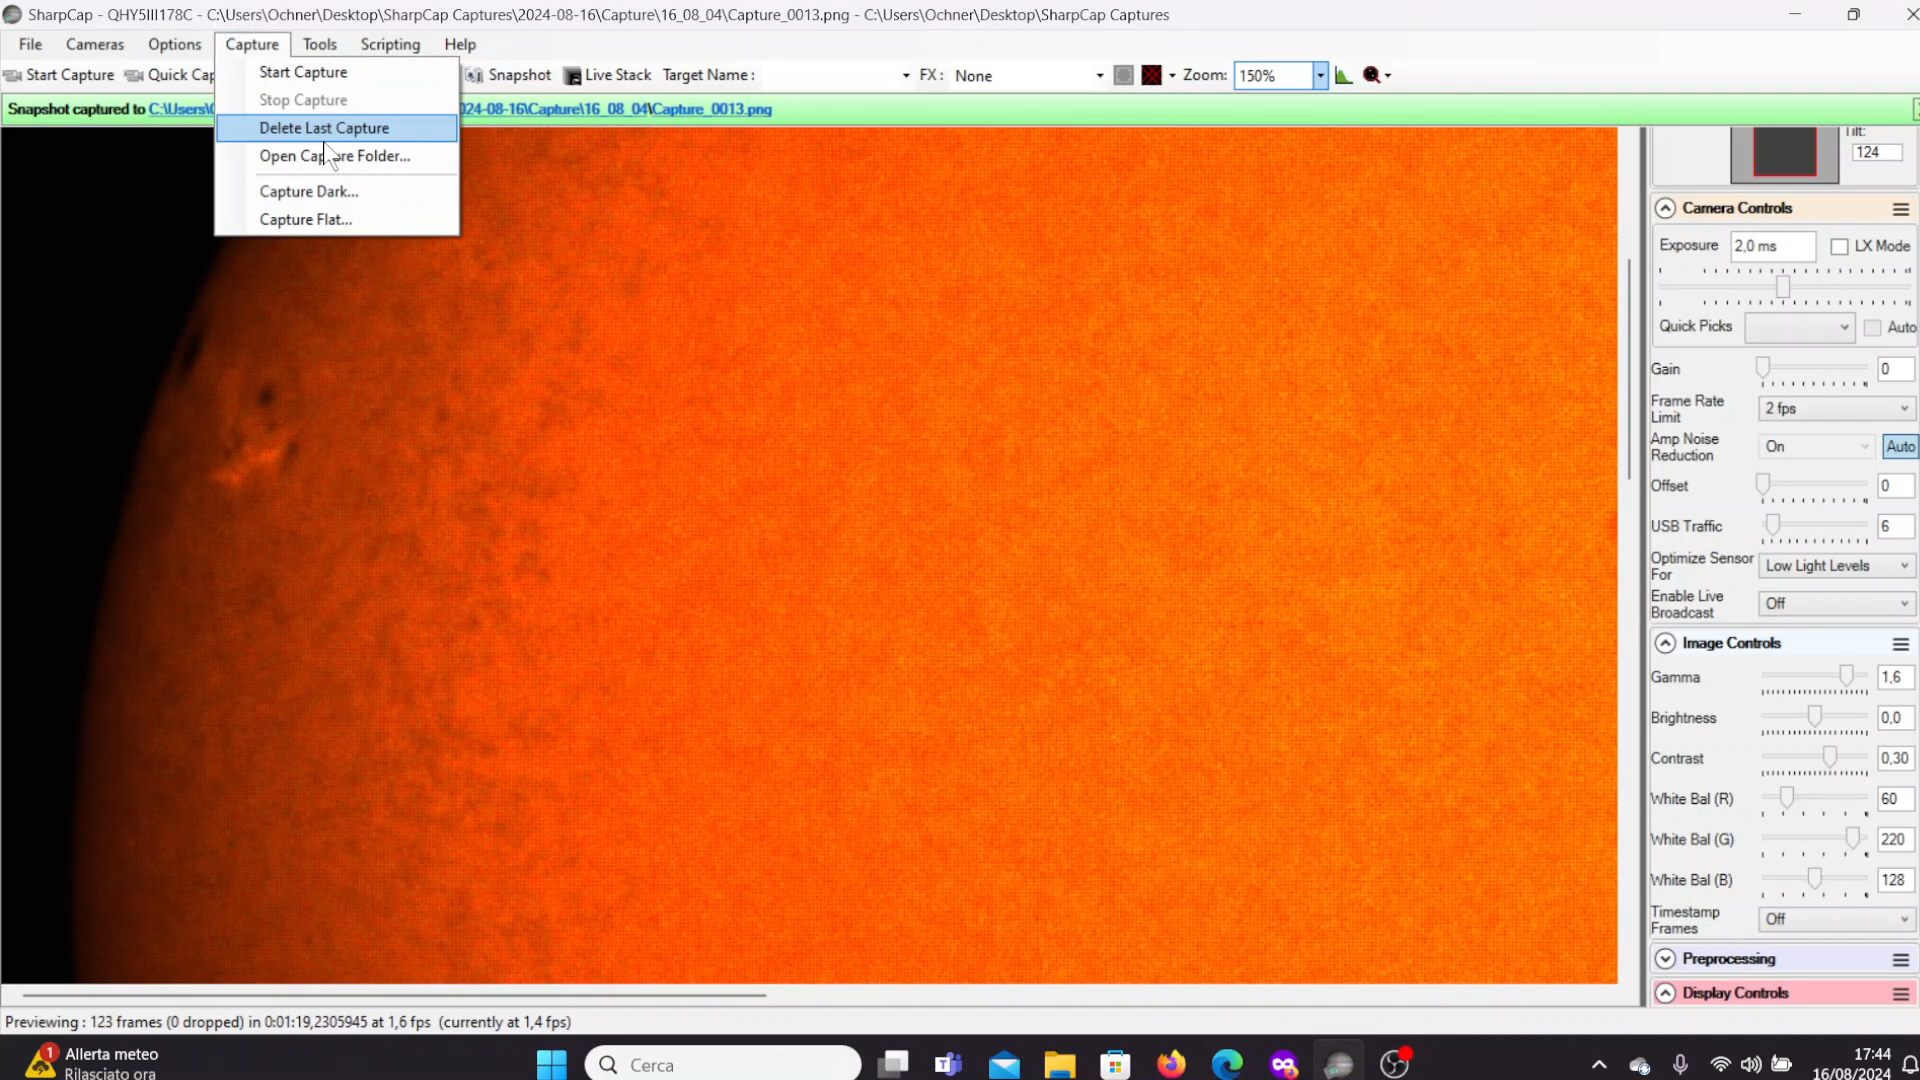 SharpCap - QHY5III178C - C:\Users\Ochner\Desktop\SharpCap Captures\2024-08-16\Capture\16_08_04\Capture_0013.png - C:\Users\Ochner\Desktop\SharpCap Captures
File Cameras Options Capture Tools Scripting Help
Start Capture Quick Cap Snapshot Live Stack Target Name : FX : None Zoom: 150%
Snapshot captured to C:\Users\ 024-08-16\Capture\16_08_04\Capture_0013.png
Start Capture
Stop Capture
Delete Last Capture
Open Capture Folder...
Capture Dark...
Capture Flat...
Tilt:
124
Camera Controls
Exposure 2,0 ms LX Mode
Quick Picks Auto
Gain 0
Frame Rate Limit 2 fps
Amp Noise Reduction On Auto
Offset 0
USB Traffic 6
Optimize Sensor For Low Light Levels
Enable Live Broadcast Off
Image Controls
Gamma 1,6
Brightness 0,0
Contrast 0,30
White Bal (R) 60
White Bal (G) 220
White Bal (B) 128
Timestamp Frames Off
Preprocessing
Display Controls
Previewing : 123 frames (0 dropped) in 0:01:19,2305945 at 1,6 fps (currently at 1,4 fps)
1 Allerta meteo
Rilasciato ora
Cerca
17:44
16/08/2024